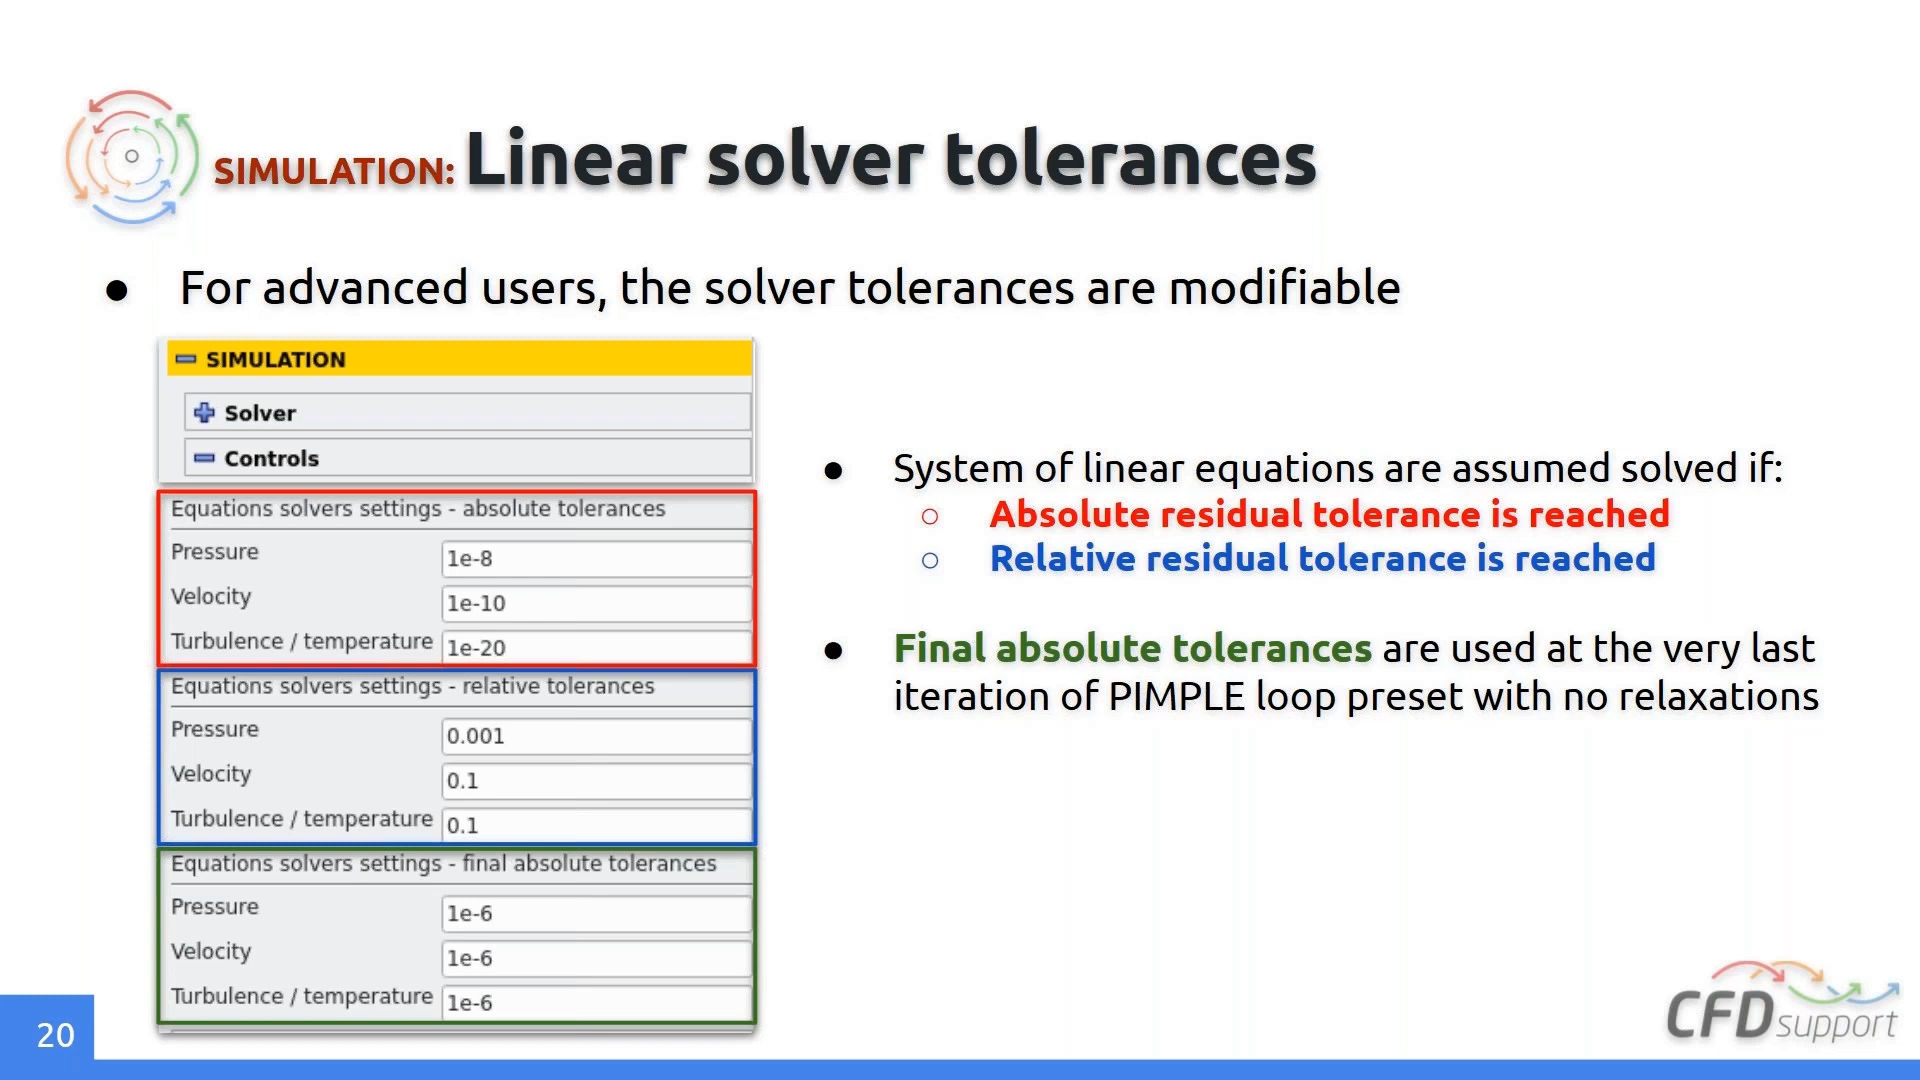 SIMULATION: Linear solver tolerances
● For advanced users, the solver tolerances are modifiable
SIMULATION
Solver
Controls
Equations solvers settings - absolute tolerances
Pressure 1e-8
Velocity 1e-10
Turbulence / temperature 1e-20
Equations solvers settings - relative tolerances
Pressure 0.001
Velocity 0.1
Turbulence / temperature 0.1
Equations solvers settings - final absolute tolerances
Pressure 1e-6
Velocity 1e-6
Turbulence / temperature 1e-6
● System of linear equations are assumed solved if:
○ Absolute residual tolerance is reached
○ Relative residual tolerance is reached
● Final absolute tolerances are used at the very last
iteration of PIMPLE loop preset with no relaxations
20
CFD support